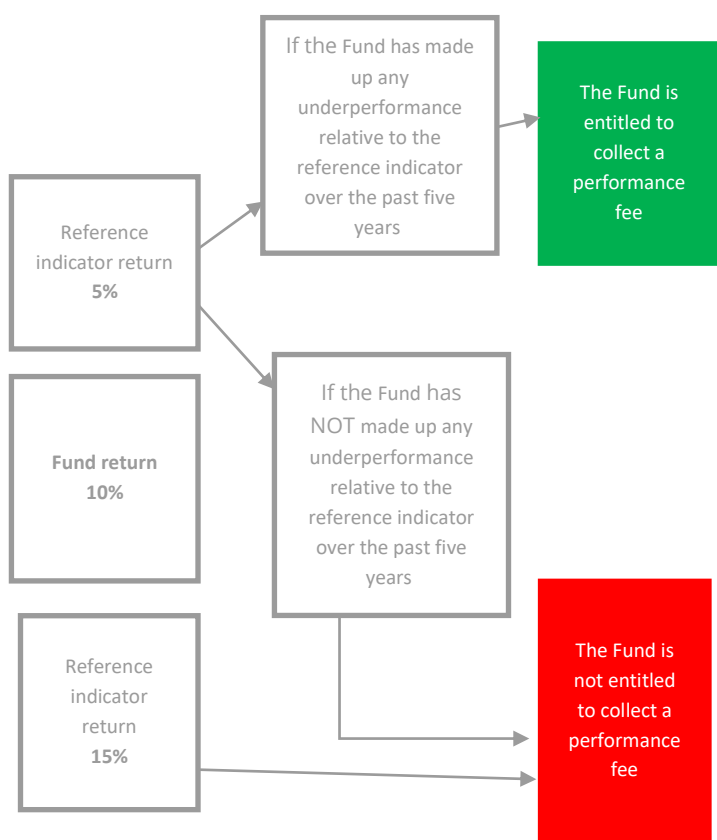 If the Fund has made
up any
underperformance
relative to the
reference indicator
over the past five
years
The Fund is
entitled to
collect a
performance
fee
Reference
indicator return
5%
If the Fund has
NOT made up any
underperformance
relative to the
reference indicator
over the past five
years
Fund return
10%
Reference
indicator
return
15%
The Fund is
not entitled
to collect a
performance
fee